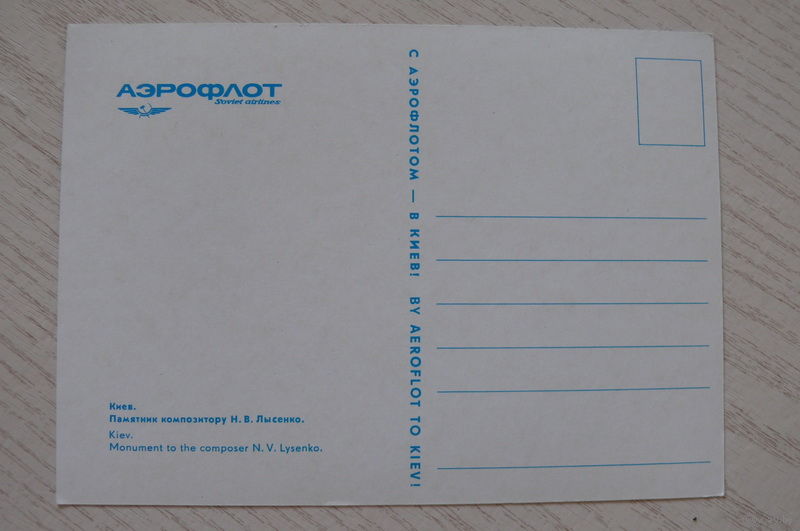 АЭРОФЛОТ
Soviet airlines
Киев.
Памятник композитору Н. В. Лысенко.
Kiev.
Monument to the composer N. V. Lysenko.
С АЭРОФЛОТОМ — В КИЕВ! BY AEROFLOT TO KIEV!